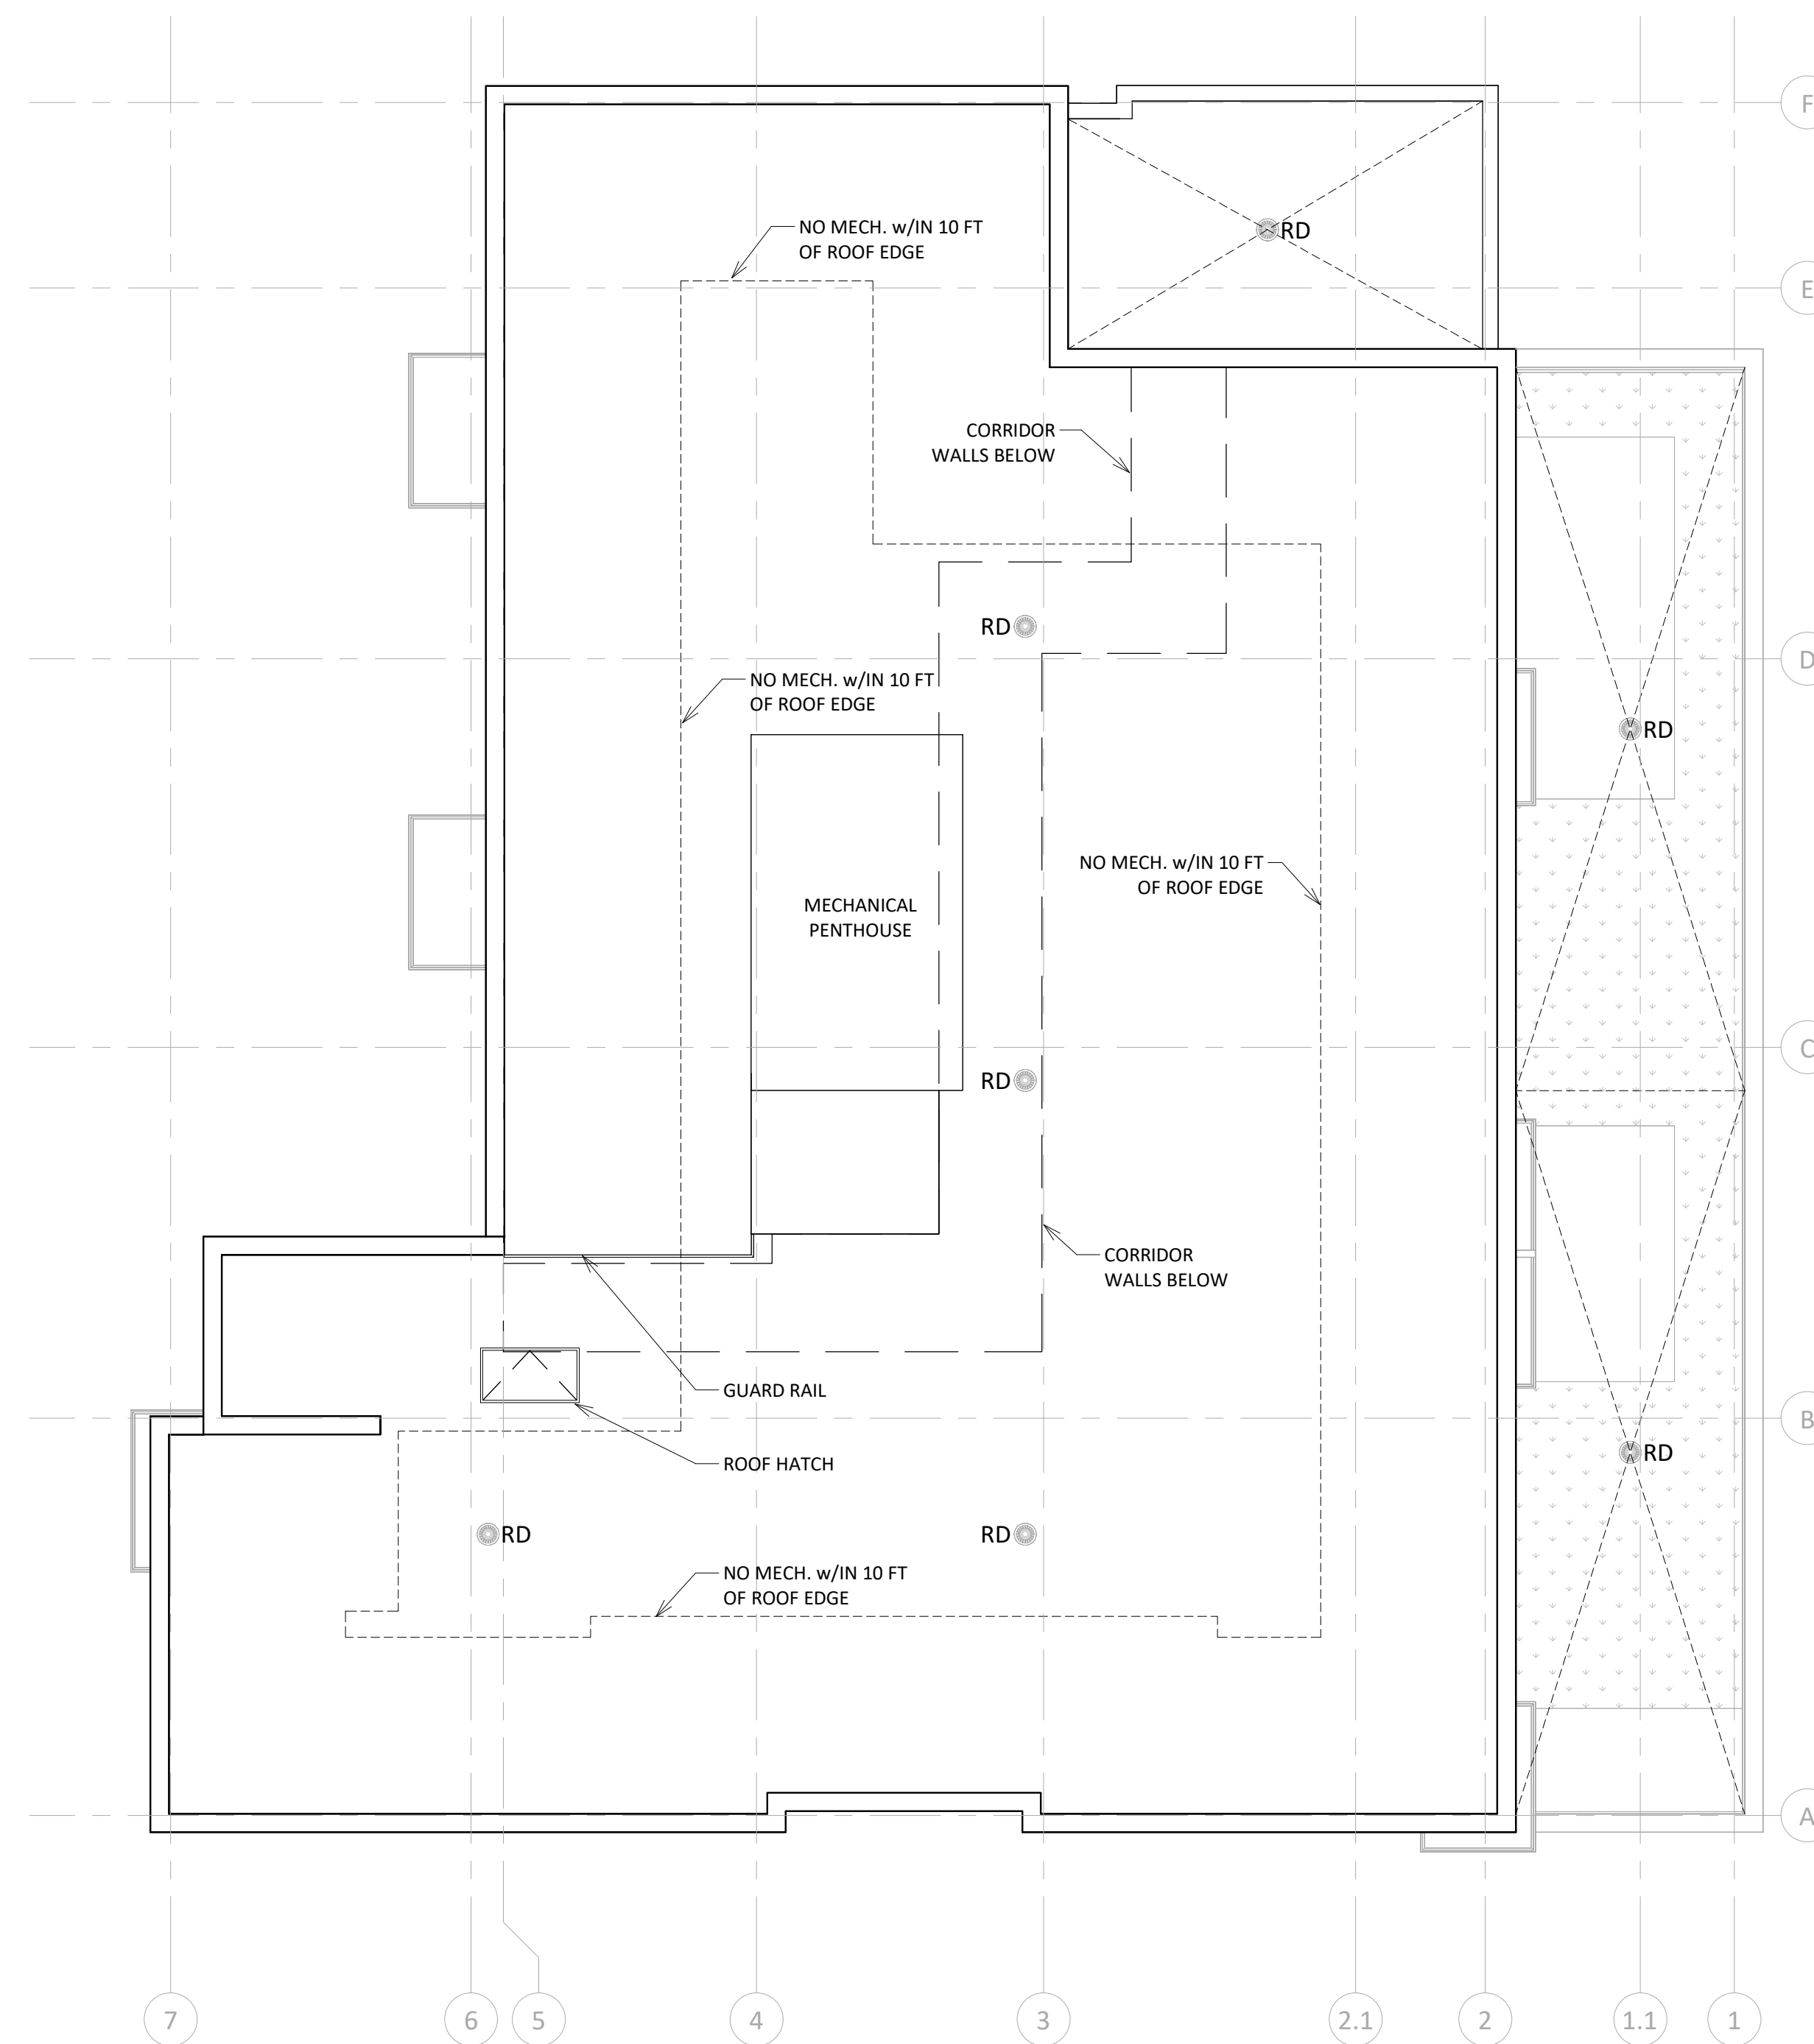 F
NO MECH. w/IN 10 FT
OF ROOF EDGE
RD
E
CORRIDOR
WALLS BELOW
RD
D
NO MECH. w/IN 10 FT
OF ROOF EDGE
RD
NO MECH. w/IN 10 FT
OF ROOF EDGE
MECHANICAL
PENTHOUSE
C
RD
CORRIDOR
WALLS BELOW
GUARD RAIL
B
RD
ROOF HATCH
RD
RD
NO MECH. w/IN 10 FT
OF ROOF EDGE
A
7
6
5
4
3
2.1
2
1.1
1